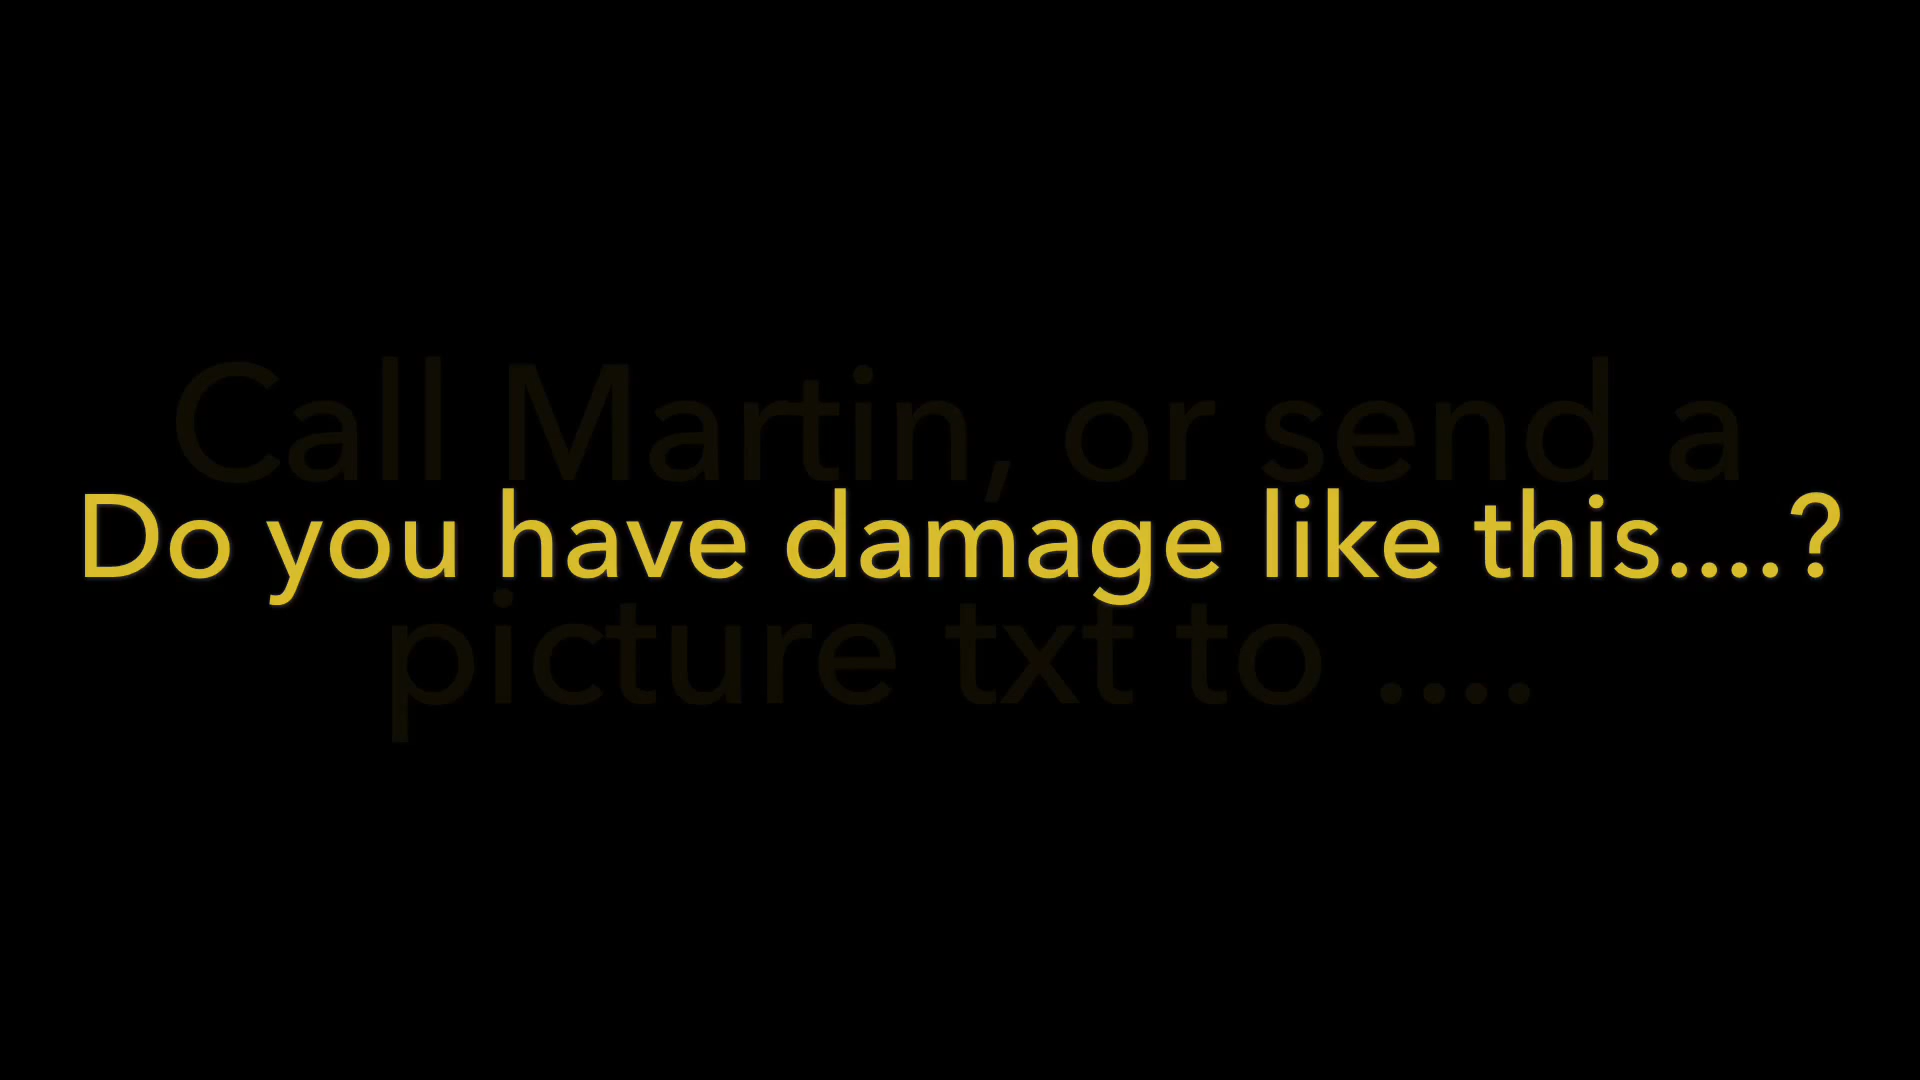 Call Martin, or send a
Do you have damage like this....?
picture txt to ....